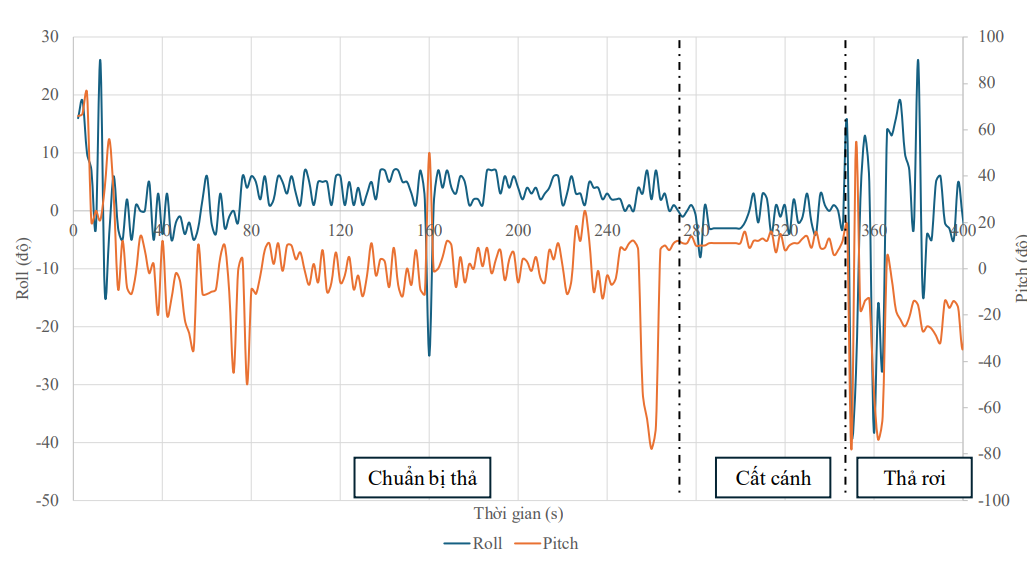 30
20
10
0
-10
-20
-30
-40
-50
Roll (độ)
100
80
60
40
20
0
-20
-40
-60
-80
-100
Pitch (độ)
0 40 80 120 160 200 240 280 320 360 400
Chuẩn bị thả
Cất cánh
Thả rơi
Thời gian (s)
Roll Pitch